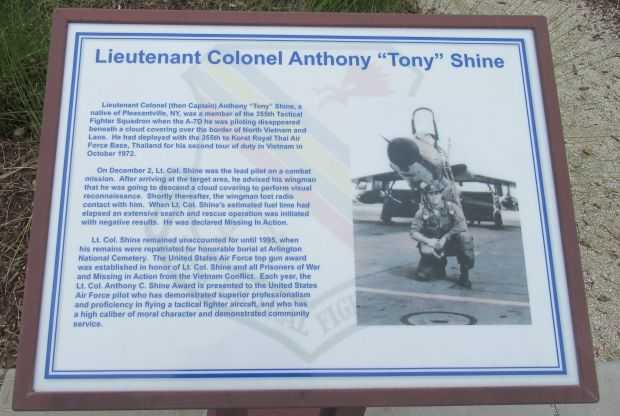 Lieutenant Colonel Anthony “Tony” Shine
Lieutenant Colonel (then Captain) Anthony "Tony" Shine, a
native of Pleasentville, NY, was a member of the 355th Tactical
Fighter Squadron when the A-7D he was piloting disappeared
beneath a cloud covering over the border of North Vietnam and
Laos. He had deployed with the 355th to Korat Royal Thai Air
Force Base, Thailand for his second tour of duty in Vietnam in
October 1972.
On December 2, Lt. Col. Shine was the lead pilot on a combat
mission. After arriving at the target area, he advised his wingman
that he was going to descend a cloud covering to perform visual
reconnaissance. Shortly thereafter, the wingman lost radio
contact with him. When Lt. Col. Shine's estimated fuel time had
elapsed an extensive search and rescue operation was initiated
with negative results. He was declared Missing In Action.
Lt. Col. Shine remained unaccounted for until 1995, when
his remains were repatriated for honorable burial at Arlington
National Cemetery. The United States Air Force top gun award
was established in honor of Lt. Col. Shine and all Prisoners of War
and Missing in Action from the Vietnam Conflict. Each year, the
Lt. Col. Anthony C. Shine Award is presented to the United States
Air Force pilot who has demonstrated superior professionalism
and proficiency in flying a tactical fighter aircraft, and who has
a high caliber of moral character and demonstrated community
service.